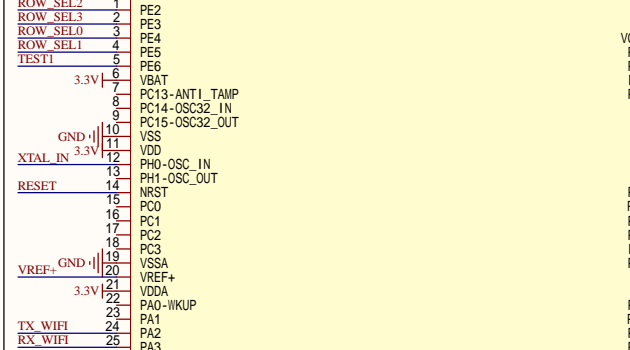 ROW_SEL2 1 PE2
ROW_SEL3 2 PE3
ROW_SEL0 3 PE4
ROW_SEL1 4 PE5
TEST1 5 PE6
3.3V 6 VBAT
7 PC13-ANTI_TAMP
8 PC14-OSC32_IN
9 PC15-OSC32_OUT
GND 10 VSS
3.3V 11 VDD
XTAL_IN 12 PH0-OSC_IN
13 PH1-OSC_OUT
RESET 14 NRST
15 PC0
16 PC1
17 PC2
18 PC3
GND 19 VSSA
VREF+ 20 VREF+
3.3V 21 VDDA
22 PA0-WKUP
23 PA1
TX_WIFI 24 PA2
RX_WIFI 25 PA3